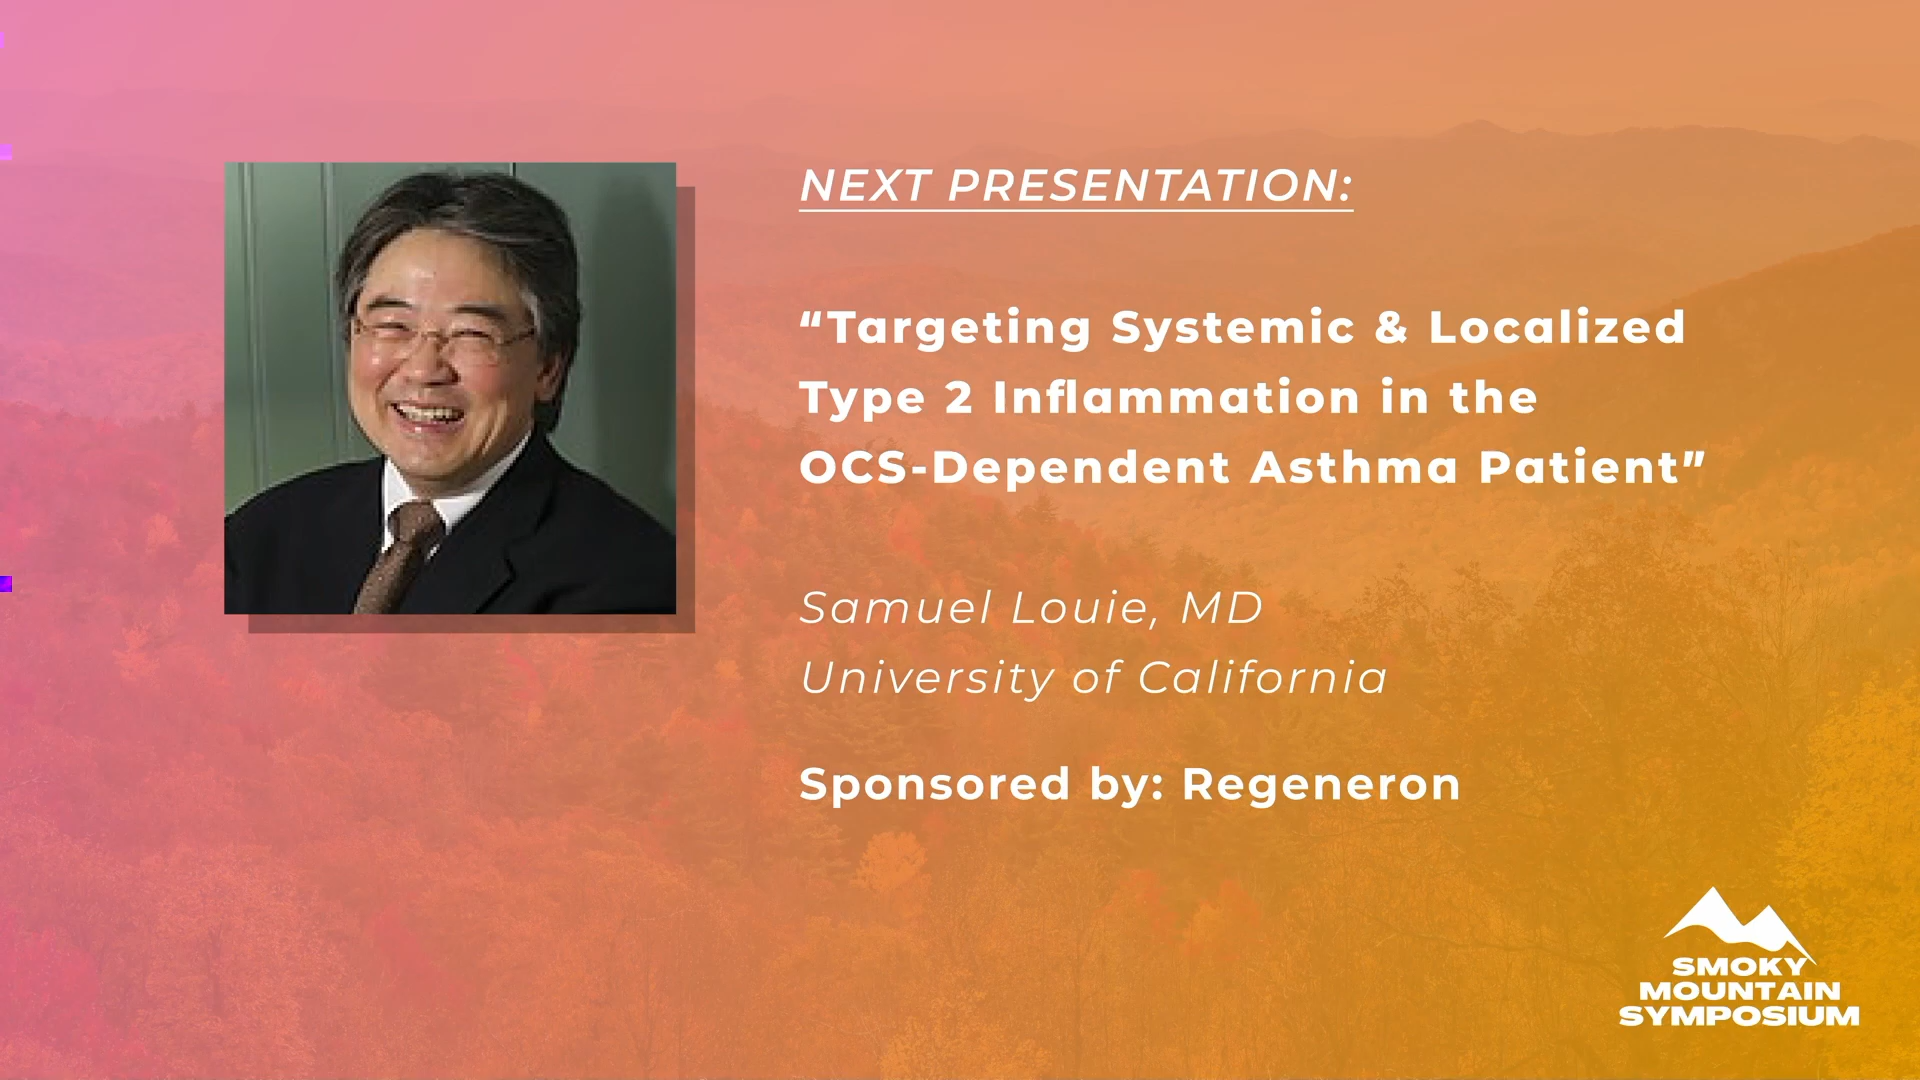 NEXT PRESENTATION:
“Targeting Systemic & Localized
Type 2 Inflammation in the
OCS-Dependent Asthma Patient”
Samuel Louie, MD
University of California
Sponsored by: Regeneron
SMOKY
MOUNTAIN
SYMPOSIUM